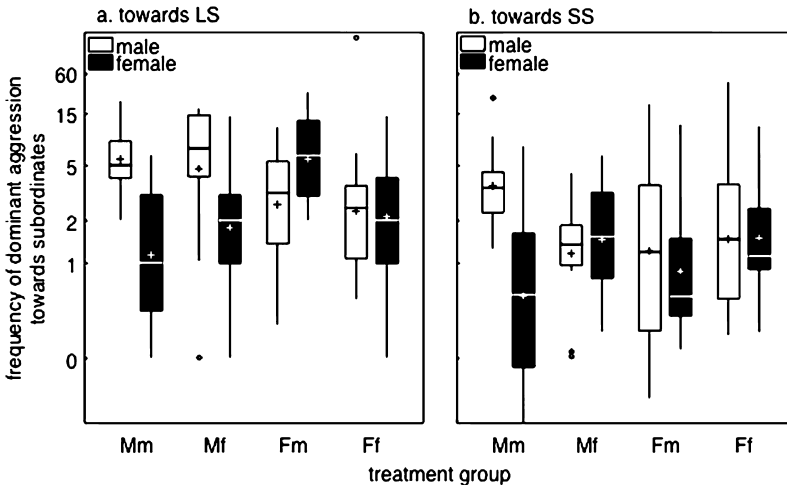 a. towards LS
b. towards SS
male
female
male
female
60
15
5
2
1
0
frequency of dominant aggression
towards subordinates
Mm Mf Fm Ff
Mm Mf Fm Ff
treatment group